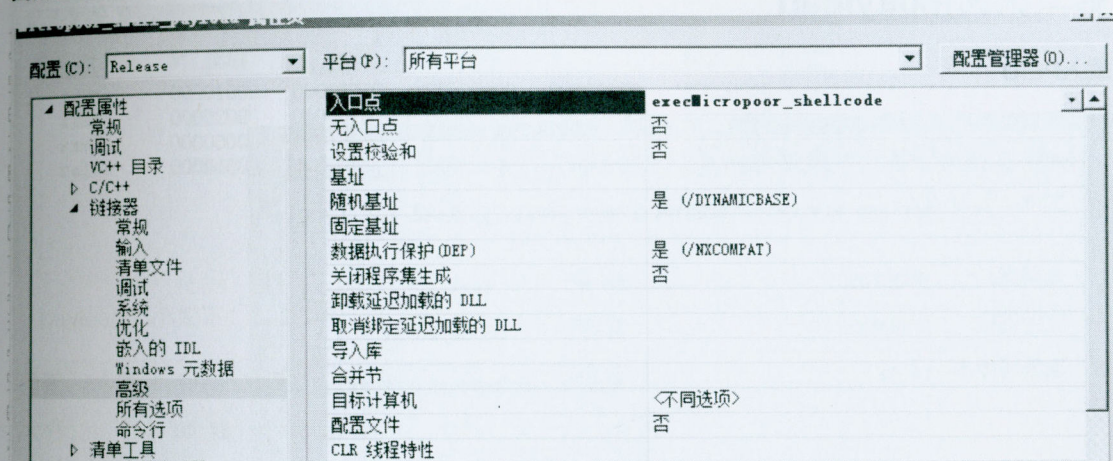 配置(C): Release 平台(P): 所有平台 配置管理器(O)...
配置属性
常规
调试
VC++ 目录
C/C++
链接器
常规
输入
清单文件
调试
系统
优化
嵌入的 IDL
Windows 元数据
高级
所有选项
命令行
清单工具
入口点 execMicropoor_shellcode
无入口点 否
设置校验和 否
基址
随机基址 是 (/DYNAMICBASE)
固定基址
数据执行保护(DEP) 是 (/NXCOMPAT)
关闭程序集生成 否
卸载延迟加载的 DLL
取消绑定延迟加载的 DLL
导入库
合并节
目标计算机 <不同选项>
配置文件 否
CLR 线程特性